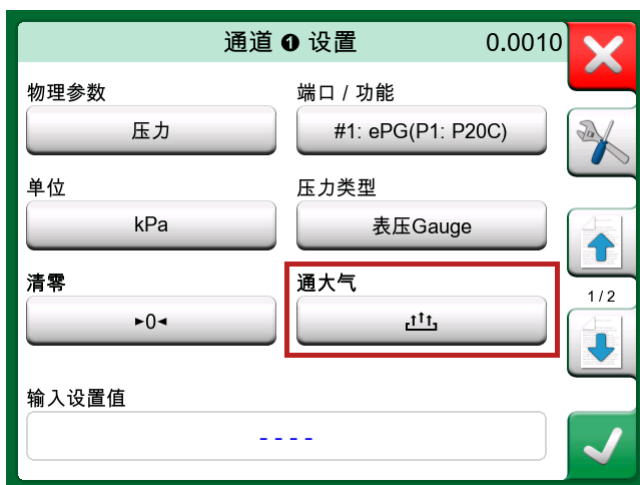 通道 ❶ 设置 0.0010
物理参数 端口 / 功能
压力 #1: ePG(P1: P20C)
单位 压力类型
kPa 表压Gauge
清零 通大气
►0◄
1 / 2
输入设置值
----